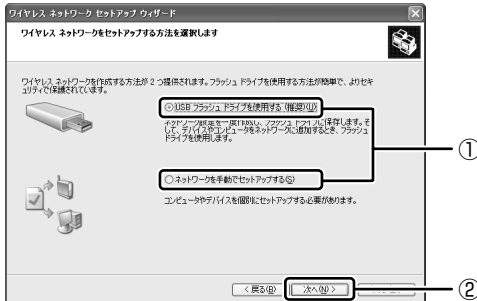 ワイヤレス ネットワーク セットアップ ウィザード
ワイヤレス ネットワークをセットアップする方法を選択します
ワイヤレス ネットワークを作成する方法が 2 つ提供されます。フラッシュ ドライブを使用する方法が簡単で、よりセキ
ュリティで保護されています。
USB フラッシュ ドライブを使用する (推奨)(U)
ネットワーク設定を一度作成し、フラッシュ ドライブに保存します。そ
して、デバイスやコンピュータをネットワークに追加するとき、フラッシュ
ドライブを使用します。
①
ネットワークを手動でセットアップする(S)
コンピュータやデバイスを個別にセットアップする必要があります。
< 戻る(B) 次へ(N) >
②